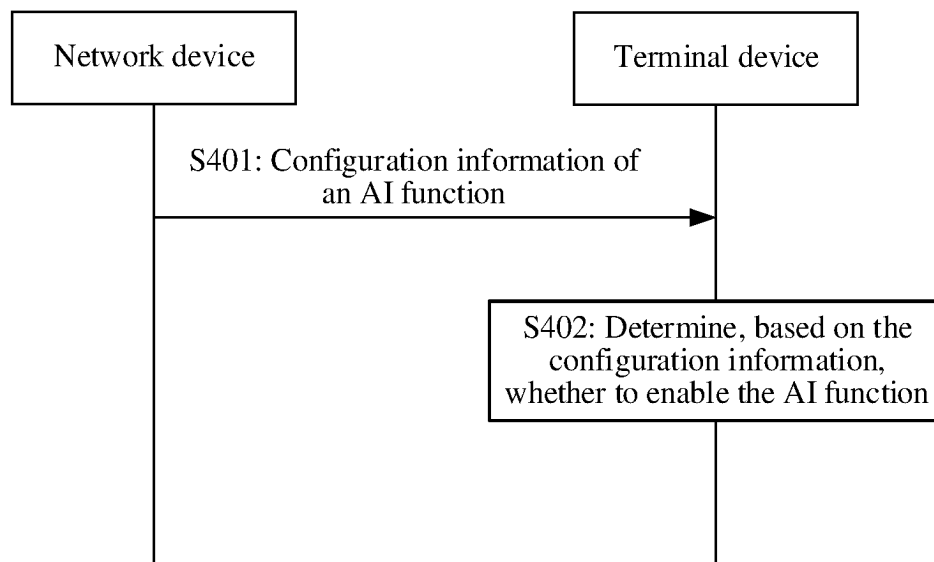 Network device
Terminal device
S401: Configuration information of
an AI function
S402: Determine, based on the
configuration information,
whether to enable the AI function